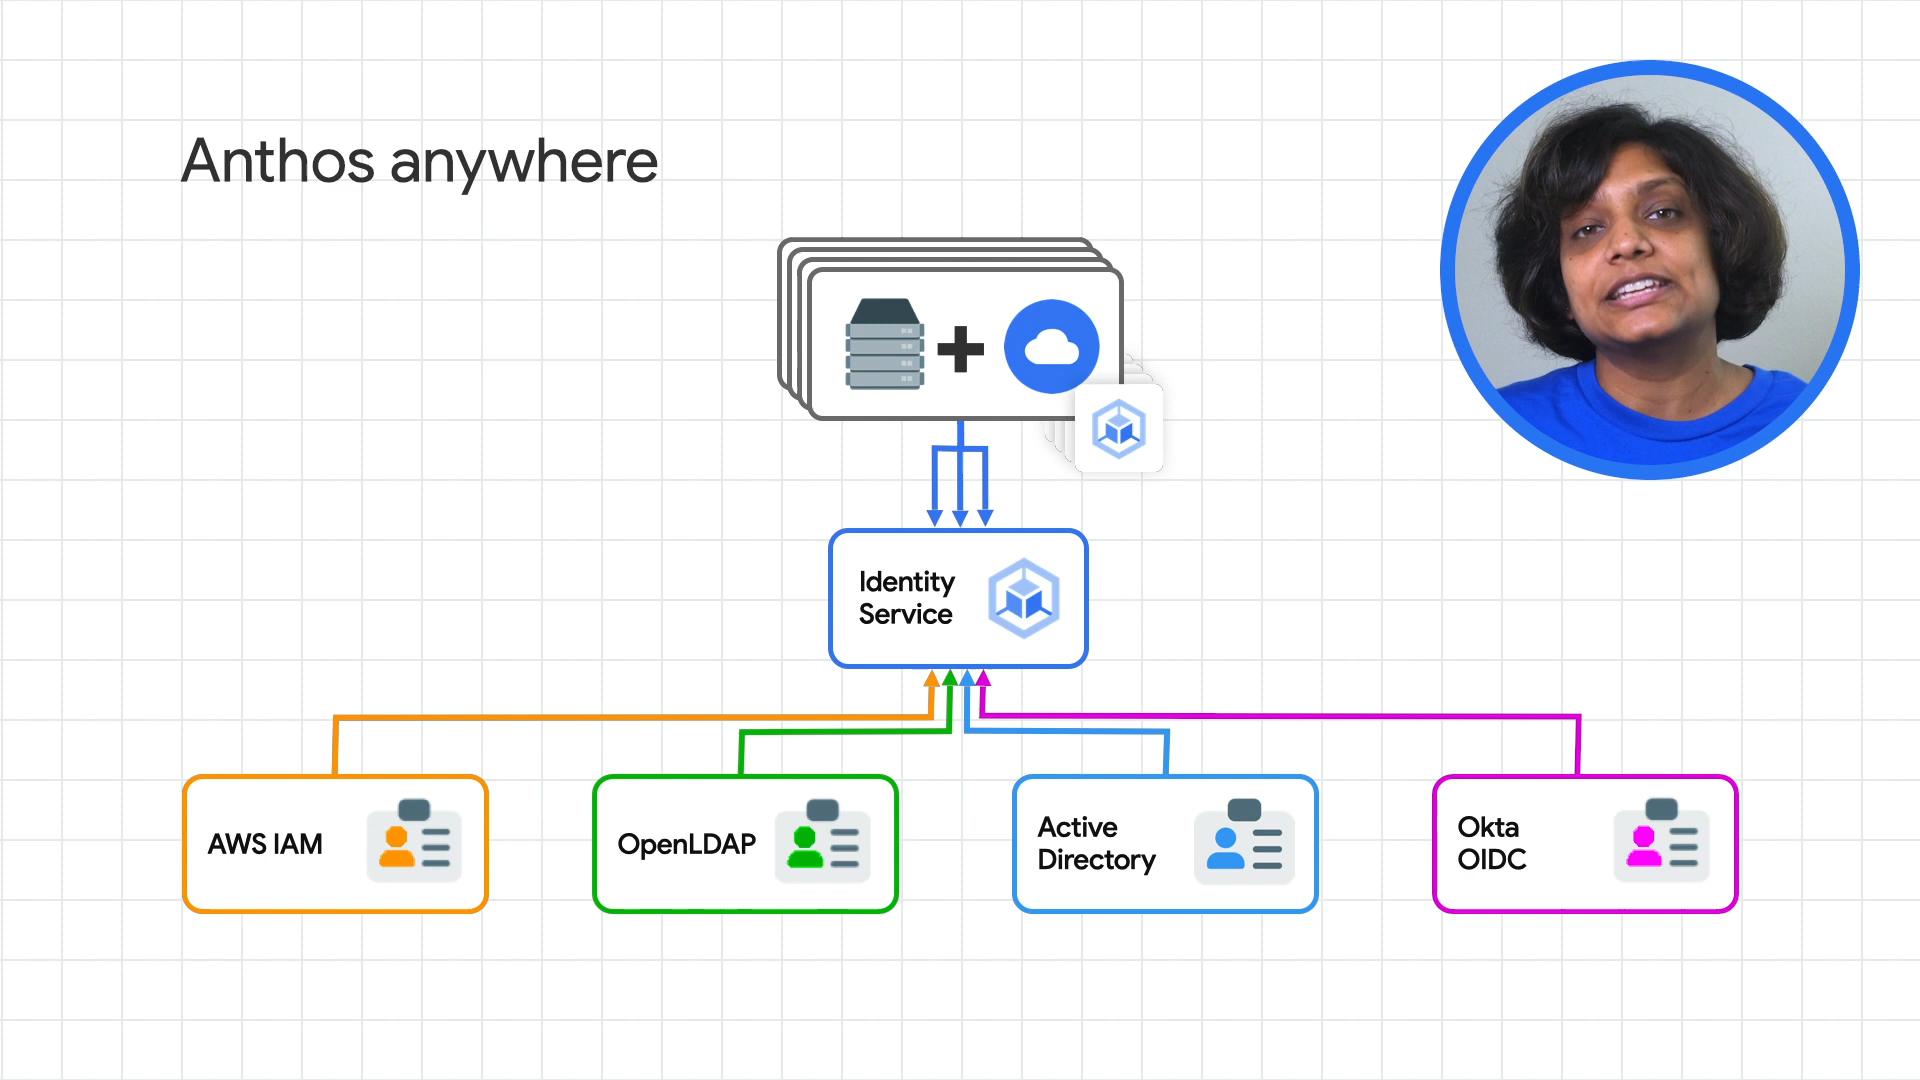 Anthos anywhere
Identity
Service
AWS IAM
OpenLDAP
Active
Directory
Okta
OIDC